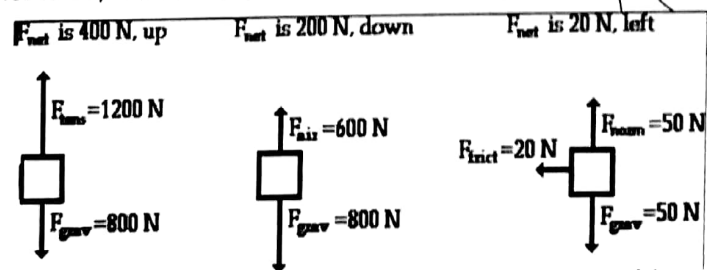 Fnet is 400 N, up
Fnet is 200 N, down
Fnet is 20 N, left
Ftens=1200 N
Fair=600 N
Fnorm=50 N
Ffrict=20 N
Fgrav=800 N
Fgrav=800 N
Fgrav=50 N